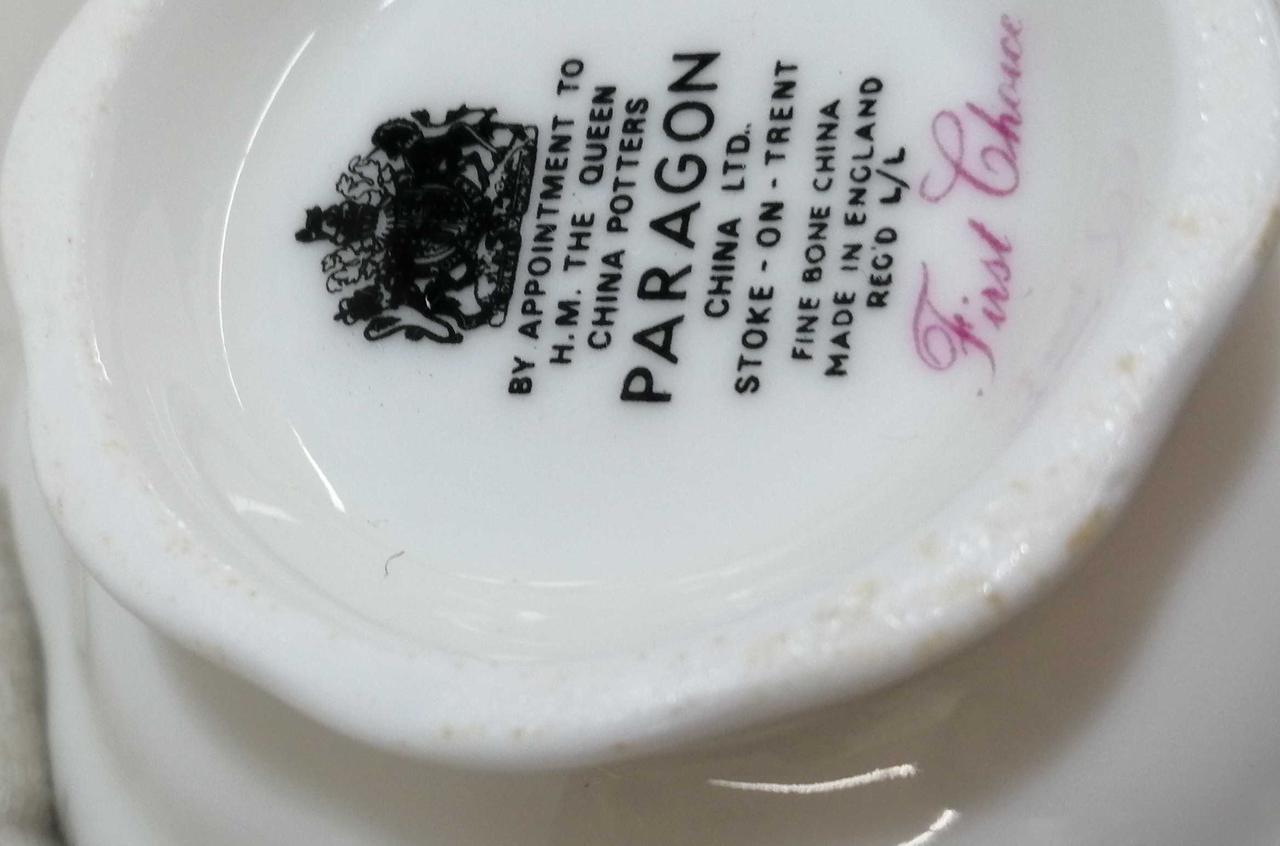 BY APPOINTMENT TO
H.M. THE QUEEN
CHINA POTTERS
PARAGON
CHINA LTD.
STOKE-ON-TRENT
FINE BONE CHINA
MADE IN ENGLAND
REG'D L/L
First Choice